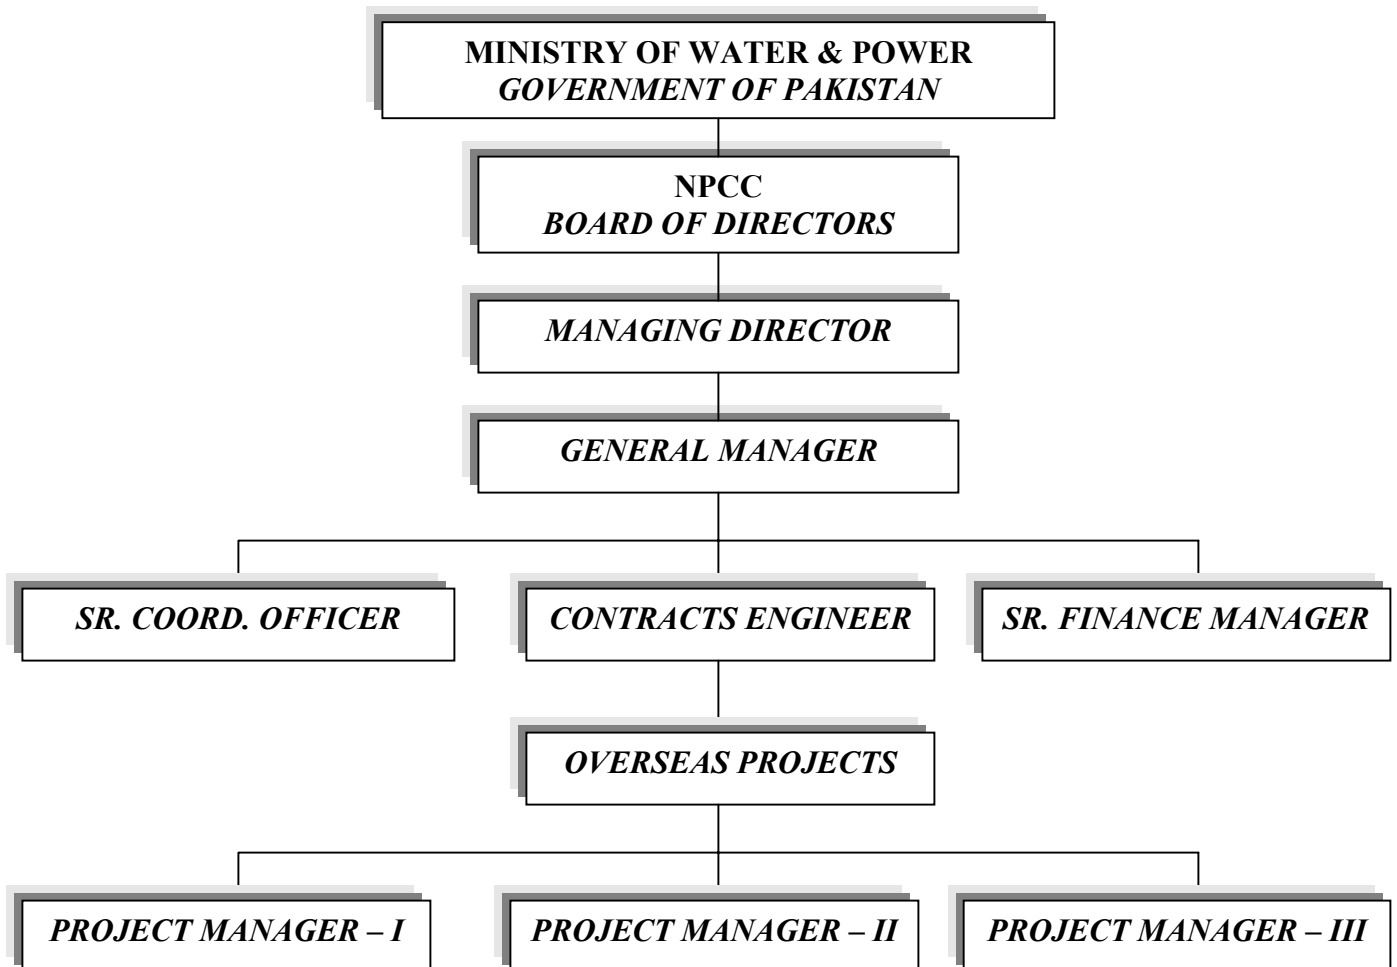 MINISTRY OF WATER & POWER
GOVERNMENT OF PAKISTAN
NPCC
BOARD OF DIRECTORS
MANAGING DIRECTOR
GENERAL MANAGER
SR. COORD. OFFICER
CONTRACTS ENGINEER
SR. FINANCE MANAGER
OVERSEAS PROJECTS
PROJECT MANAGER – I
PROJECT MANAGER – II
PROJECT MANAGER – III